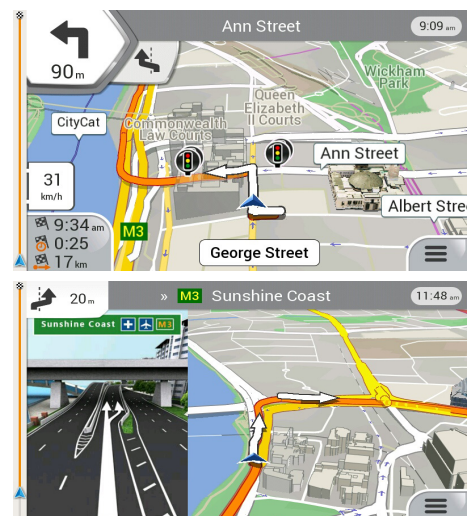 Ann Street
9:09 am
90 m
Wickham
Park
Queen
Elizabeth
II Courts
CityCat
Commonwealth
Law Courts
Ann Street
31
km/h
Albert Stre
9:34 am
0:25
17 km
M3
George Street
20 m
» M3 Sunshine Coast
11:48 am
Sunshine Coast M3